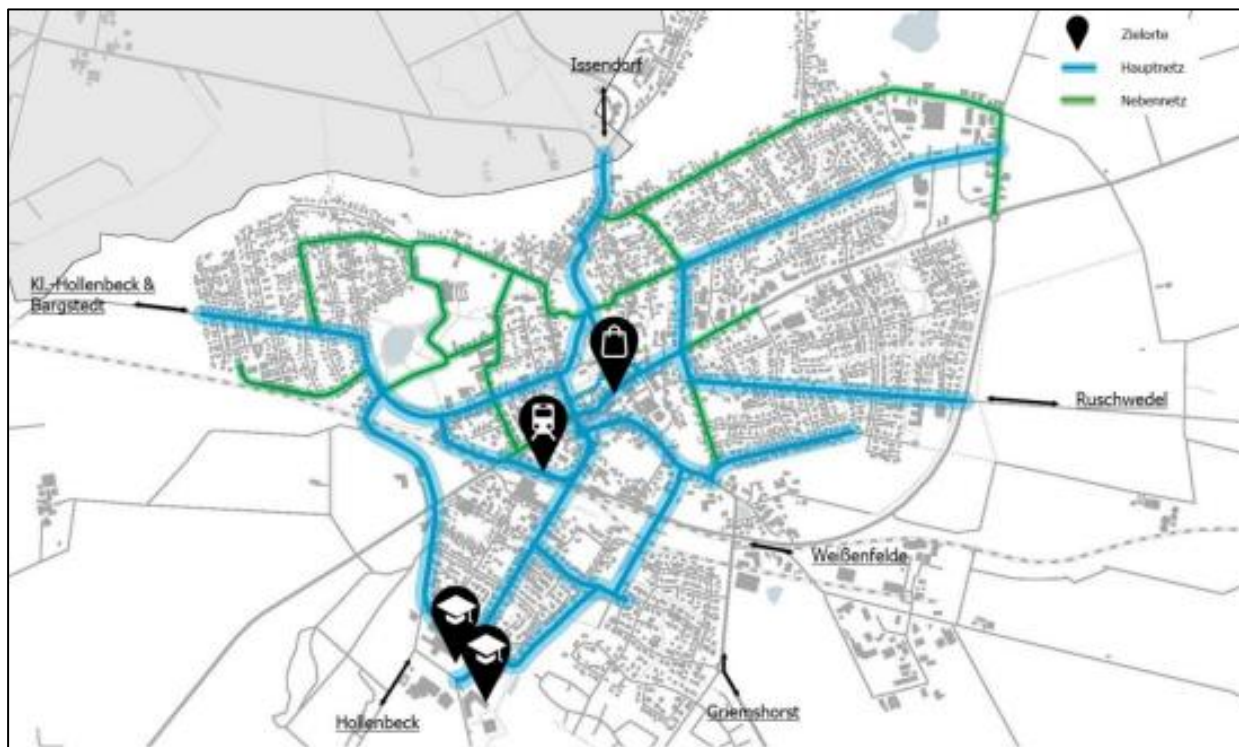 Zielorte
Hauptnetz
Nebennetz
Issendorf
Kl.-Hollenbeck &
Bargstedt
Ruschwedel
Weißenfelde
Hollenbeck
Griemshorst